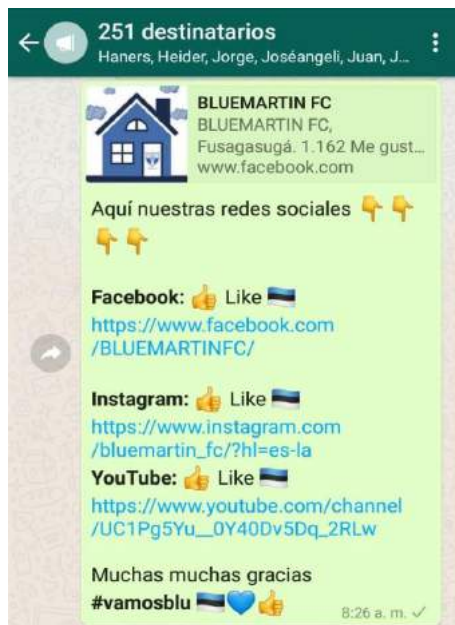 251 destinatarios
Haners, Heider, Jorge, Joséangeli, Juan, J...
BLUEMARTIN FC
BLUEMARTIN FC,
Fusagasugá. 1.162 Me gust...
www.facebook.com
Aquí nuestras redes sociales 👇👇
👇👇
Facebook: 👍 Like 🇪🇪
https://www.facebook.com
/BLUEMARTINFC/
Instagram: 👍 Like 🇪🇪
https://www.instagram.com
/bluemartin_fc/?hl=es-la
YouTube: 👍 Like 🇪🇪
https://www.youtube.com/channel
/UC1Pg5Yu__0Y40Dv5Dq_2RLw
Muchas muchas gracias
#vamosblu 🇪🇪💙👍
8:26 a. m.